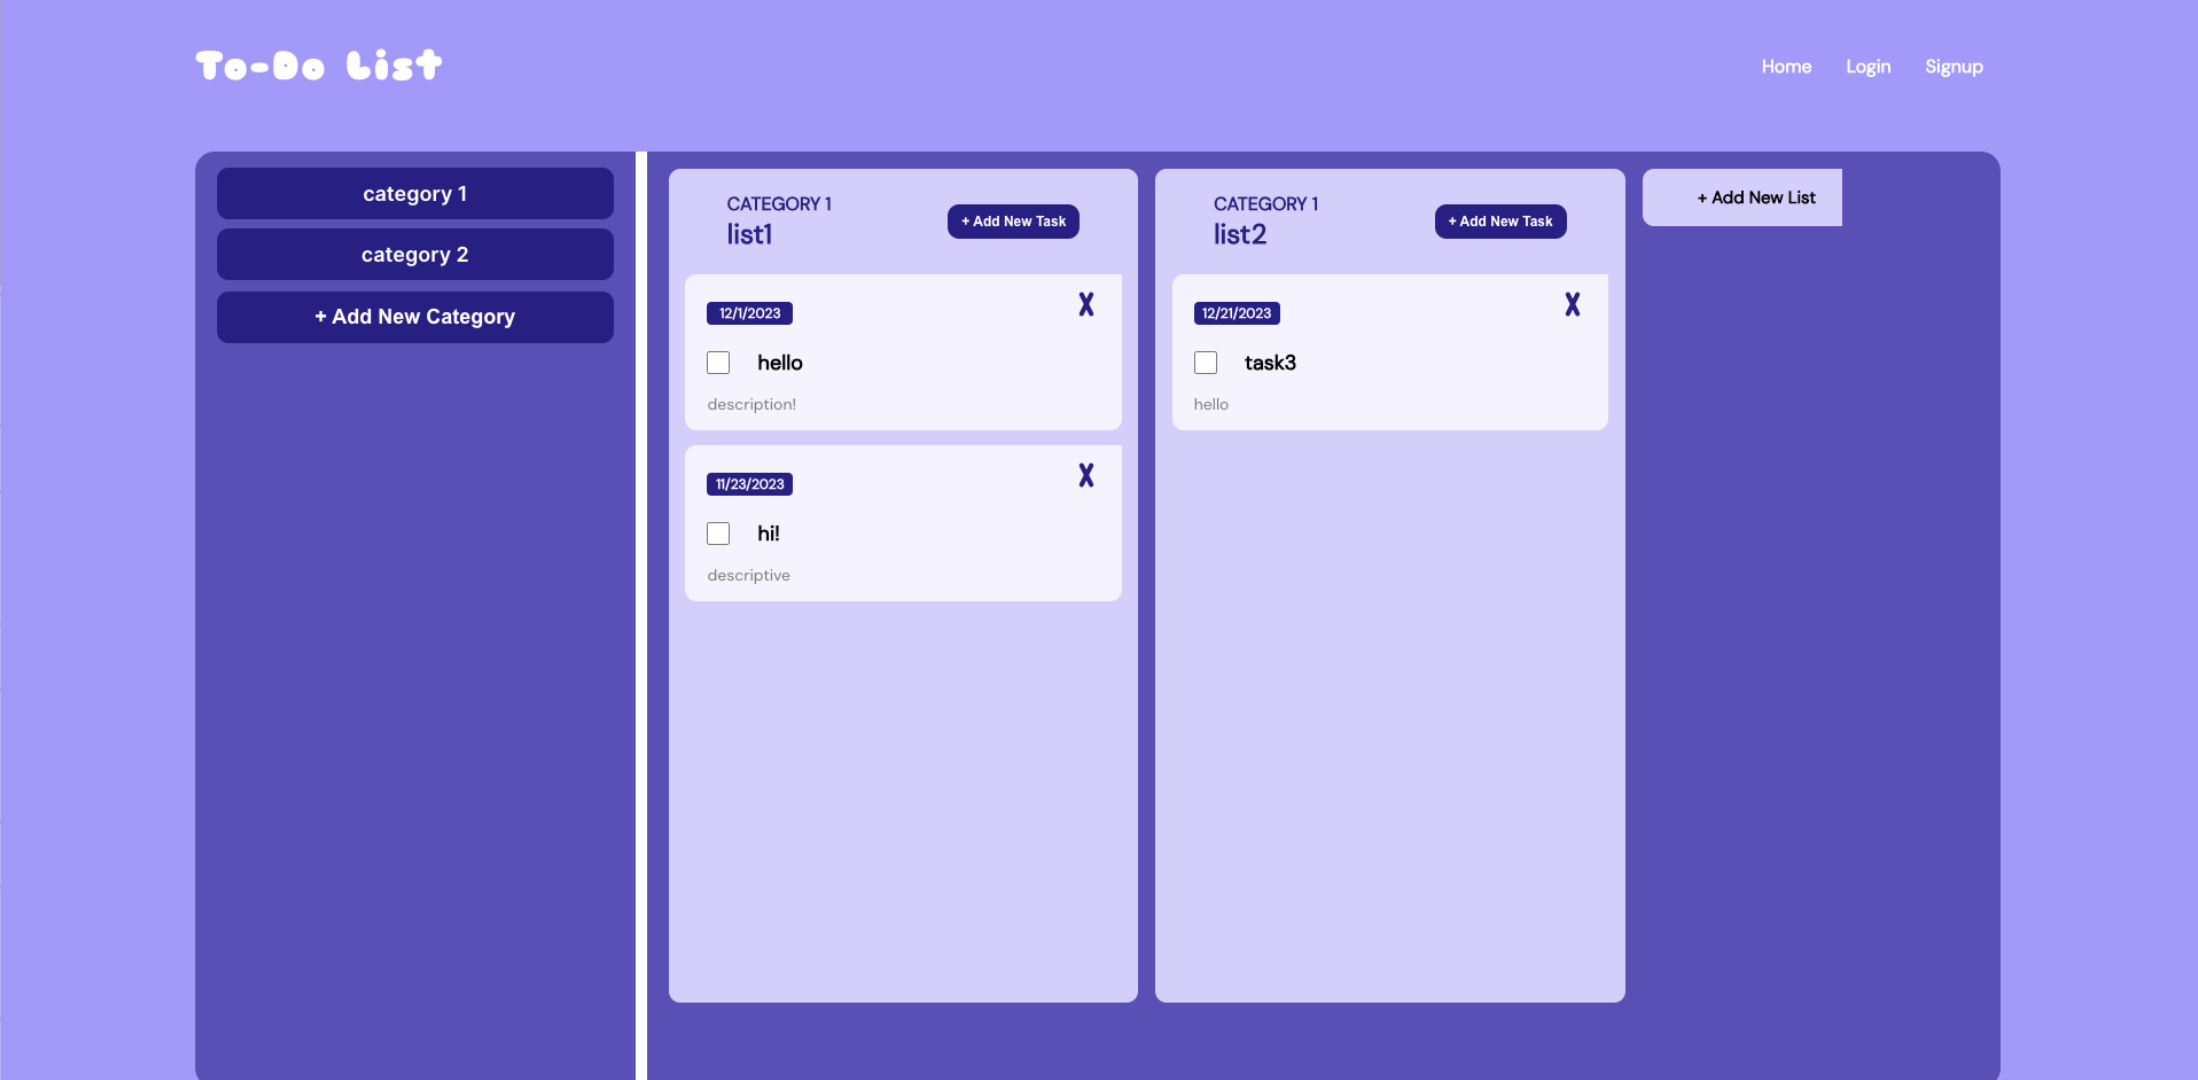 To-Do List
Home Login Signup
category 1
category 2
+ Add New Category
CATEGORY 1
list1
+ Add New Task
12/1/2023
X
hello
description!
11/23/2023
X
hi!
descriptive
CATEGORY 1
list2
+ Add New Task
12/21/2023
X
task3
hello
+ Add New List